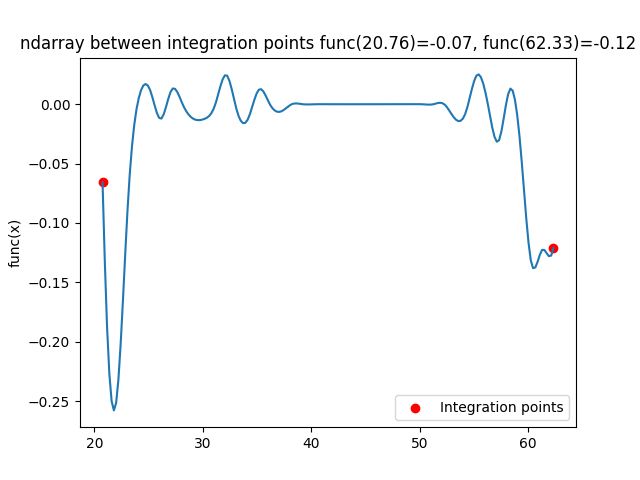 ndarray between integration points func(20.76)=-0.07, func(62.33)=-0.12
0.00
−0.05
−0.10
−0.15
−0.20
−0.25
func(x)
Integration points
20 30 40 50 60